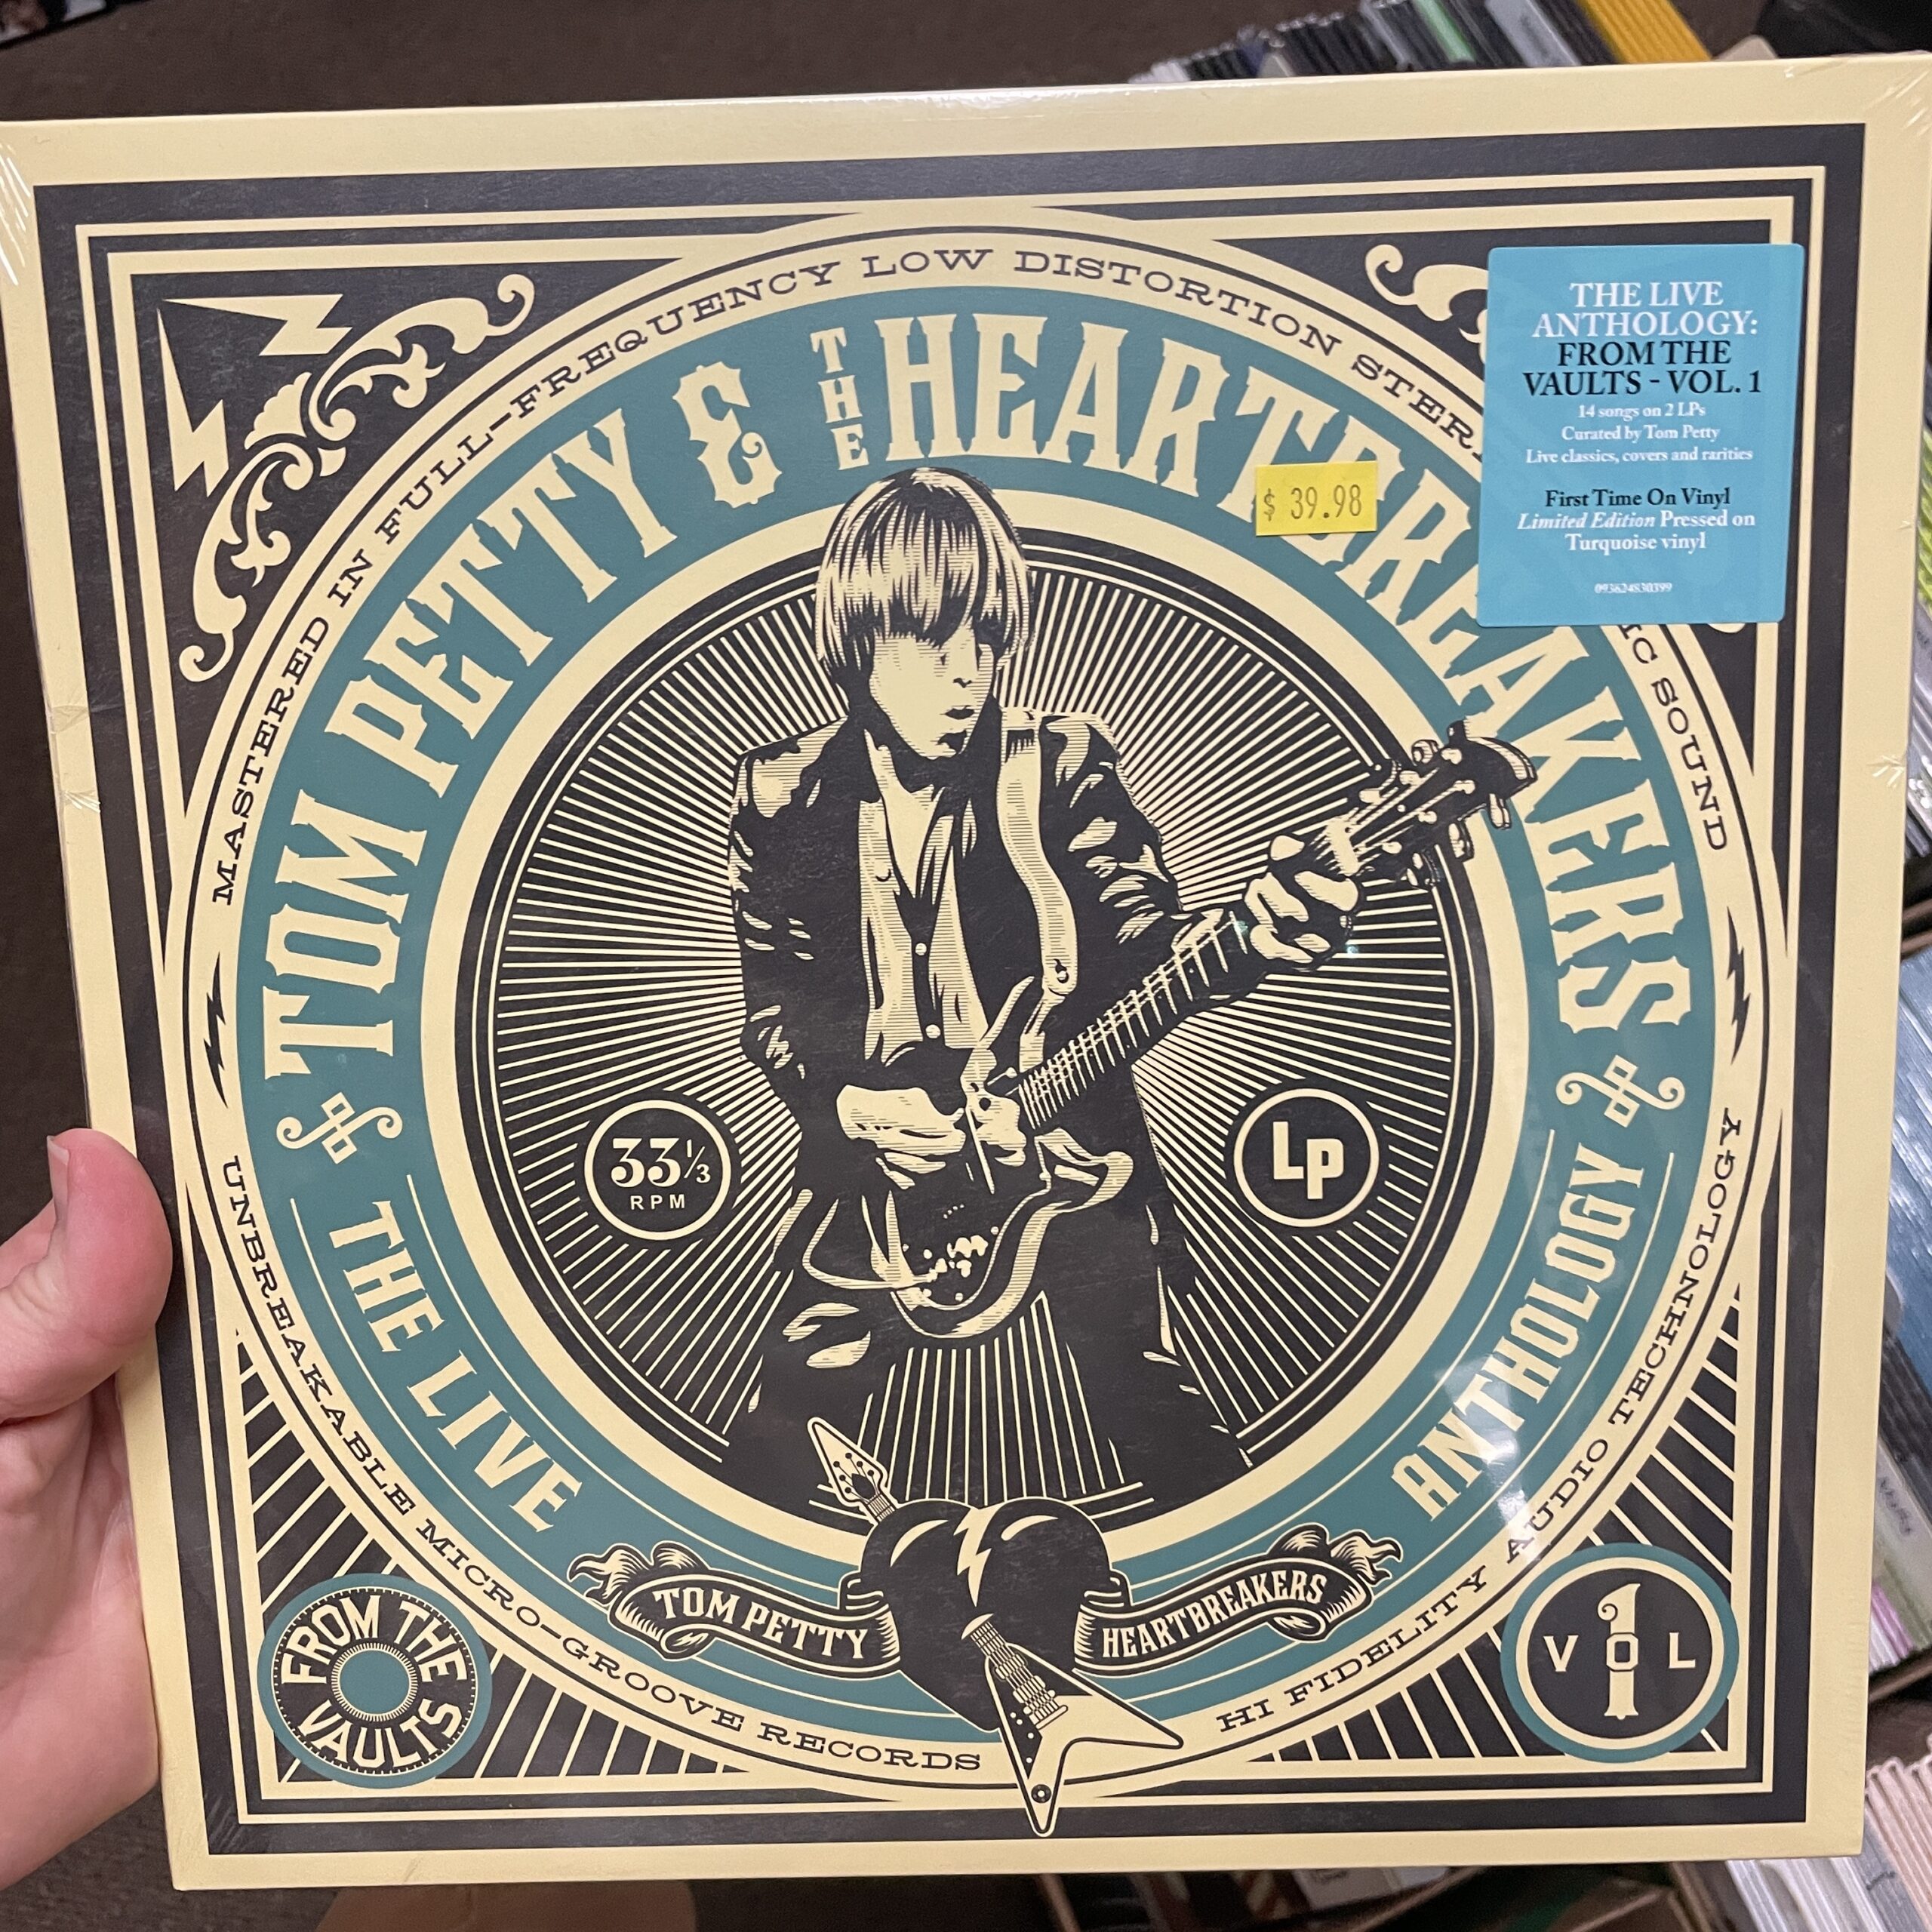 MASTERED IN FULL-FREQUENCY LOW DISTORTION
SOUND
TOM PETTY & THE HEARTBREAKERS
THE LIVE
ANTHOLOGY
THE LIVE
ANTHOLOGY:
FROM THE
VAULTS - VOL. 1
14 songs on 2 LPs
Curated by Tom Petty
Live classics, covers and rarities
First Time On Vinyl
Limited Edition Pressed on
Turquoise vinyl
093624830399
$ 39.98
33 1/3
RPM
LP
UNBREAKABLE MICRO-GROOVE RECORDS
HI FIDELITY AUDIO TECHNOLOGY
TOM PETTY
HEARTBREAKERS
FROM THE
VAULTS
VOL
1